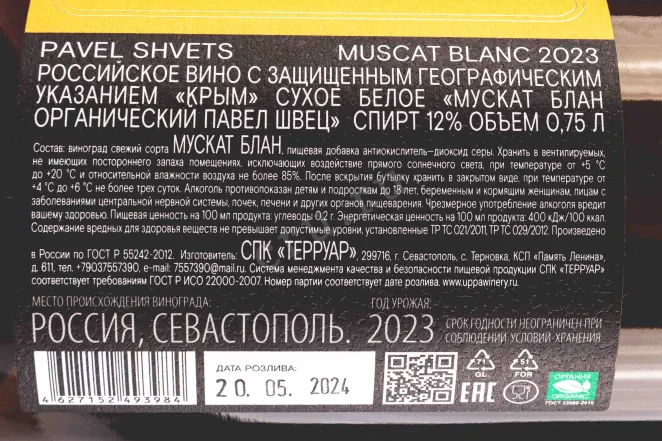 PAVEL SHVETS MUSCAT BLANC 2023
РОССИЙСКОЕ ВИНО С ЗАЩИЩЕННЫМ ГЕОГРАФИЧЕСКИМ
УКАЗАНИЕМ «КРЫМ» СУХОЕ БЕЛОЕ «МУСКАТ БЛАН
ОРГАНИЧЕСКИЙ ПАВЕЛ ШВЕЦ» СПИРТ 12% ОБЪЕМ 0,75 Л
Состав: виноград свежий сорта МУСКАТ БЛАН, пищевая добавка антиокислитель-диоксид серы. Хранить в вентилируемых,
не имеющих постороннего запаха помещениях, исключающих воздействие прямого солнечного света, при температуре от +5 °С
до +20 °С и относительной влажности воздуха не более 85%. После вскрытия бутылку хранить в закрытом виде, при температуре от
+4 °С до +6 °С не более трех суток. Алкоголь противопоказан детям и подросткам до 18 лет, беременным и кормящим женщинам, лицам с
заболеваниями центральной нервной системы, почек, печени и других органов пищеварения. Чрезмерное употребление алкоголя вредит
вашему здоровью. Пищевая ценность на 100 мл продукта: углеводы 0,2 г. Энергетическая ценность на 100 мл продукта: 400 кДж/100 ккал.
Содержание вредных для здоровья веществ не превышает допустимые уровни, установленные ТР ТС 021/2011, ТР ТС 029/2012. Произведено
в России по ГОСТ Р 55242-2012. Изготовитель: СПК “ТЕРРУАР”, 299716, г. Севастополь, с. Терновка, КСП «Память Ленина»,
д. 611, тел. +79037557390, e-mail: 7557390@mail.ru. Система менеджмента качества и безопасности пищевой продукции СПК «ТЕРРУАР»
соответствует требованиям ГОСТ Р ИСО 22000-2007. Номер партии соответствует дате розлива. www.uppawinery.ru.
МЕСТО ПРОИСХОЖДЕНИЯ ВИНОГРАДА: ГОД УРОЖАЯ:
РОССИЯ, СЕВАСТОПОЛЬ. 2023 СРОК ГОДНОСТИ НЕОГРАНИЧЕН ПРИ
СОБЛЮДЕНИИ УСЛОВИЙ ХРАНЕНИЯ
ДАТА РОЗЛИВА:
20. 05. 2024
4 627152 493984
71
GL
51
FOR
EAC
ОРГАНИК
ORGANIC
ГОСТ 33980-2016